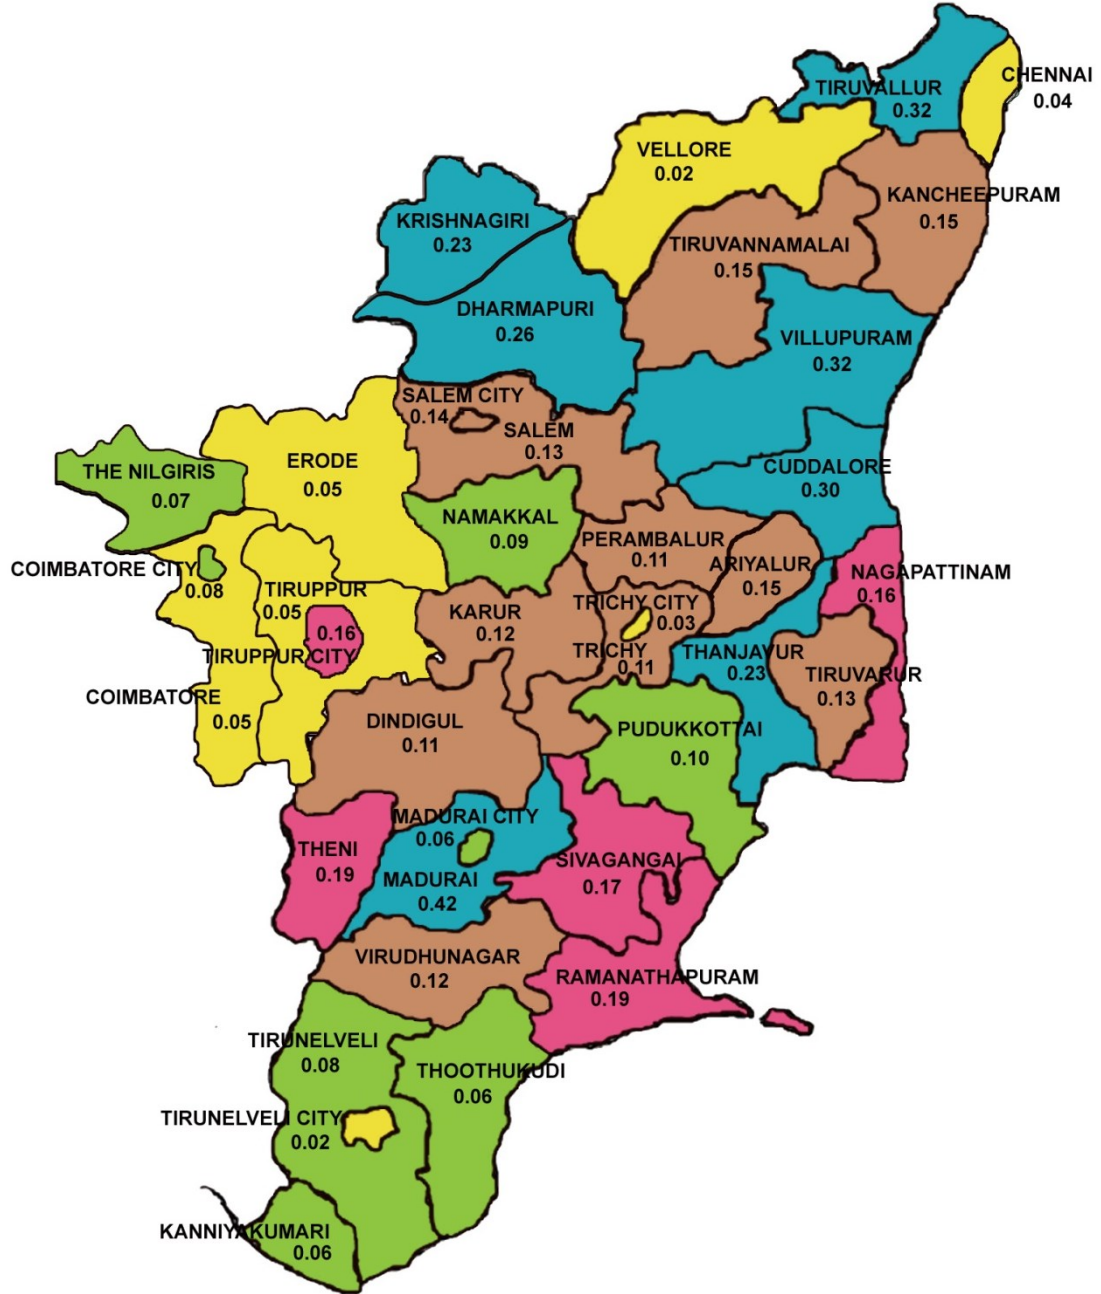 CHENNAI
0.04
TIRUVALLUR
0.32
VELLORE
0.02
KANCHEEPURAM
0.15
KRISHNAGIRI
0.23
TIRUVANNAMALAI
0.15
DHARMAPURI
0.26
VILLUPURAM
0.32
SALEM CITY
0.14
SALEM
0.13
ERODE
0.05
THE NILGIRIS
0.07
CUDDALORE
0.30
NAMAKKAL
0.09
PERAMBALUR
0.11
ARIYALUR
0.15
COIMBATORE CITY
0.08
NAGAPATTINAM
0.16
TIRUPPUR
0.05
KARUR
0.12
TRICHY CITY
0.03
0.16
TIRUPPUR CITY
TRICHY
0.11
THANJAVUR
0.23
TIRUVARUR
0.13
COIMBATORE
0.05
DINDIGUL
0.11
PUDUKKOTTAI
0.10
MADURAI CITY
0.06
THENI
0.19
MADURAI
0.42
SIVAGANGAI
0.17
VIRUDHUNAGAR
0.12
RAMANATHAPURAM
0.19
TIRUNELVELI
0.08
THOOTHUKUDI
0.06
TIRUNELVELI CITY
0.02
KANNIYAKUMARI
0.06